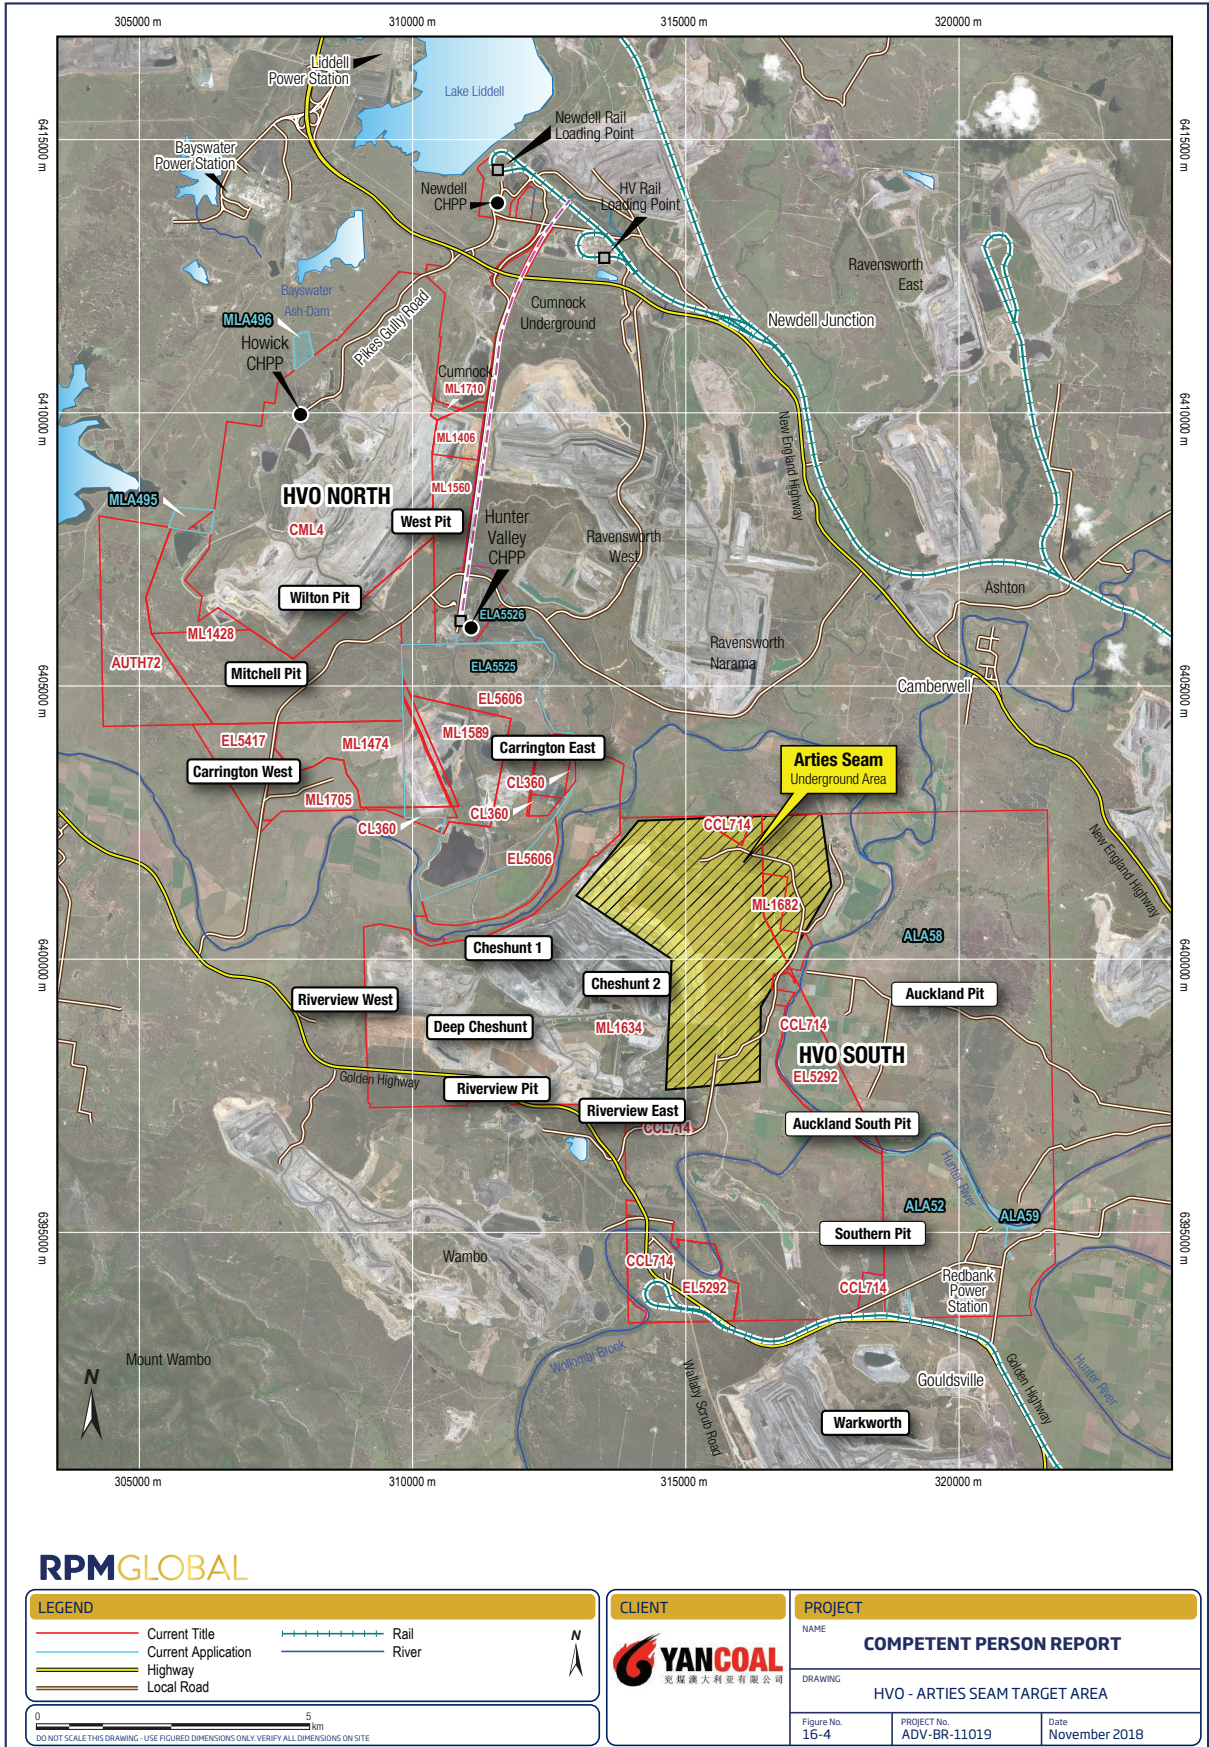 305000 m
310000 m
315000 m
320000 m
6415000 m
6410000 m
6405000 m
6400000 m
6395000 m
6415000 m
6410000 m
6405000 m
6400000 m
6395000 m
Liddell
Power Station
Lake Liddell
Newdell Rail
Loading Point
Bayswater
Power Station
Newdell
CHPP
HV Rail
Loading Point
Ravensworth
East
Bayswater
Ash Dam
Pikes Gully Road
Cumnock
Underground
MLA496
Howick
CHPP
Newdell Junction
Cumnock
ML1710
New England Highway
ML1406
ML1560
MLA495
HVO NORTH
CML4
West Pit
Hunter
Valley
CHPP
Ravensworth
West
Ashton
Wilton Pit
ELA5526
ML1428
Ravensworth
Narama
AUTH72
Mitchell Pit
ELA5525
Camberwell
EL5606
EL5417
ML1474
ML1589
Carrington East
Carrington West
CL360
Arties Seam
Underground Area
ML1705
CL360
CL360
CCL714
New England Highway
EL5606
ML1682
ALA58
Cheshunt 1
Cheshunt 2
Riverview West
Auckland Pit
Deep Cheshunt
ML1634
CCL714
HVO SOUTH
Golden Highway
EL5292
Riverview Pit
Riverview East
Auckland South Pit
CCL714
Hunter River
ALA52
ALA59
Southern Pit
Wambo
CCL714
EL5292
CCL714
Redbank
Power
Station
Mount Wambo
Wollombi Brook
Wallaby Scrub Road
Gouldsville
Golden Highway
Hunter River
N
Warkworth
305000 m
310000 m
315000 m
320000 m
RPMGLOBAL
LEGEND
Current Title
Current Application
Highway
Local Road
Rail
River
N
0
5
km
DO NOT SCALE THIS DRAWING - USE FIGURED DIMENSIONS ONLY. VERIFY ALL DIMENSIONS ON SITE
CLIENT
YANCOAL
兖煤澳大利亚有限公司
PROJECT
NAME
COMPETENT PERSON REPORT
DRAWING
HVO - ARTIES SEAM TARGET AREA
Figure No.
16-4
PROJECT No.
ADV-BR-11019
Date
November 2018